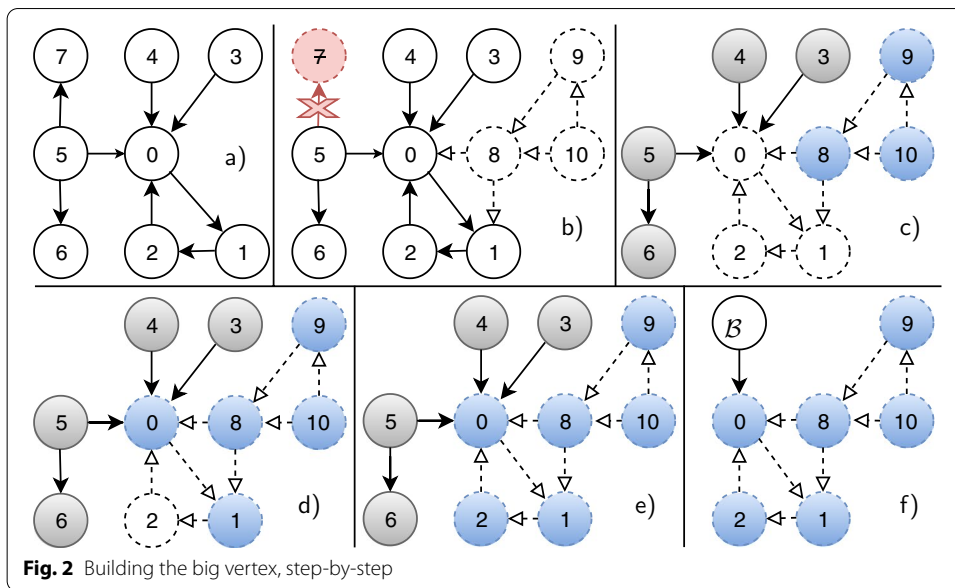 7 4 3
5 0 a)
6 2 1
7 4 3 9
5 0 8 10
6 2 1 b)
4 3 9
5 0 8 10
6 2 1 c)
4 3 9
5 0 8 10
6 2 1 d)
4 3 9
5 0 8 10
6 2 1 e)
ℬ 9
0 8 10
2 1 f)
Fig. 2 Building the big vertex, step-by-step